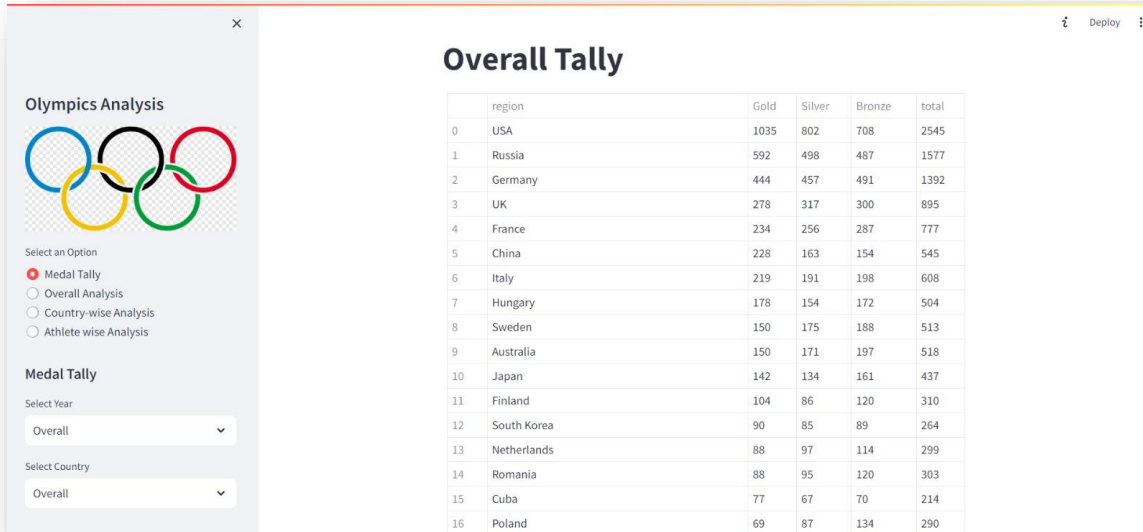 Deploy
Olympics Analysis
Select an Option
Medal Tally
Overall Analysis
Country-wise Analysis
Athlete wise Analysis
Medal Tally
Select Year
Overall
Select Country
Overall
Overall Tally
region Gold Silver Bronze total
0 USA 1035 802 708 2545
1 Russia 592 498 487 1577
2 Germany 444 457 491 1392
3 UK 278 317 300 895
4 France 234 256 287 777
5 China 228 163 154 545
6 Italy 219 191 198 608
7 Hungary 178 154 172 504
8 Sweden 150 175 188 513
9 Australia 150 171 197 518
10 Japan 142 134 161 437
11 Finland 104 86 120 310
12 South Korea 90 85 89 264
13 Netherlands 88 97 114 299
14 Romania 88 95 120 303
15 Cuba 77 67 70 214
16 Poland 69 87 134 290